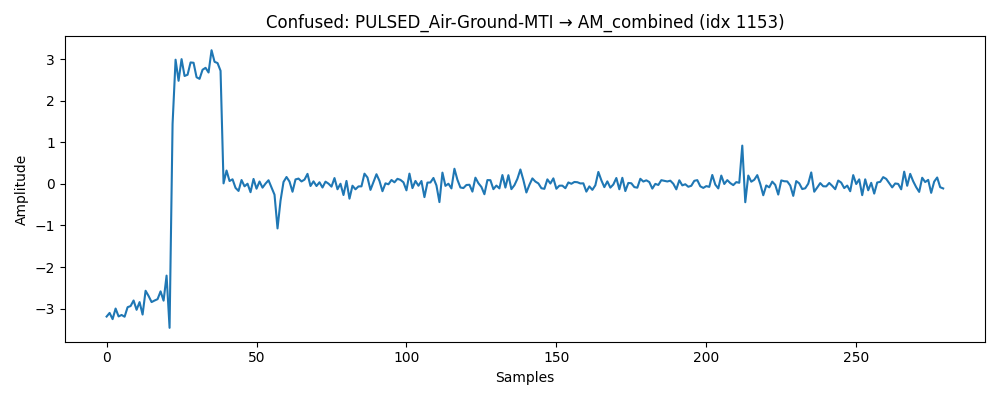 Confused: PULSED_Air-Ground-MTI → AM_combined (idx 1153)
Amplitude
3
2
1
0
−1
−2
−3
0 50 100 150 200 250
Samples